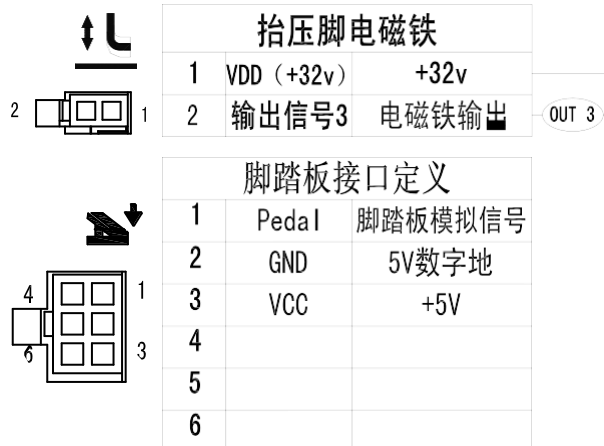 抬压脚电磁铁
1 VDD（+32v） +32v
2 输出信号3 电磁铁输出 OUT 3
2 1
脚踏板接口定义
1 Pedal 脚踏板模拟信号
2 GND 5V数字地
3 VCC +5V
4
5
6
4 1
6 3